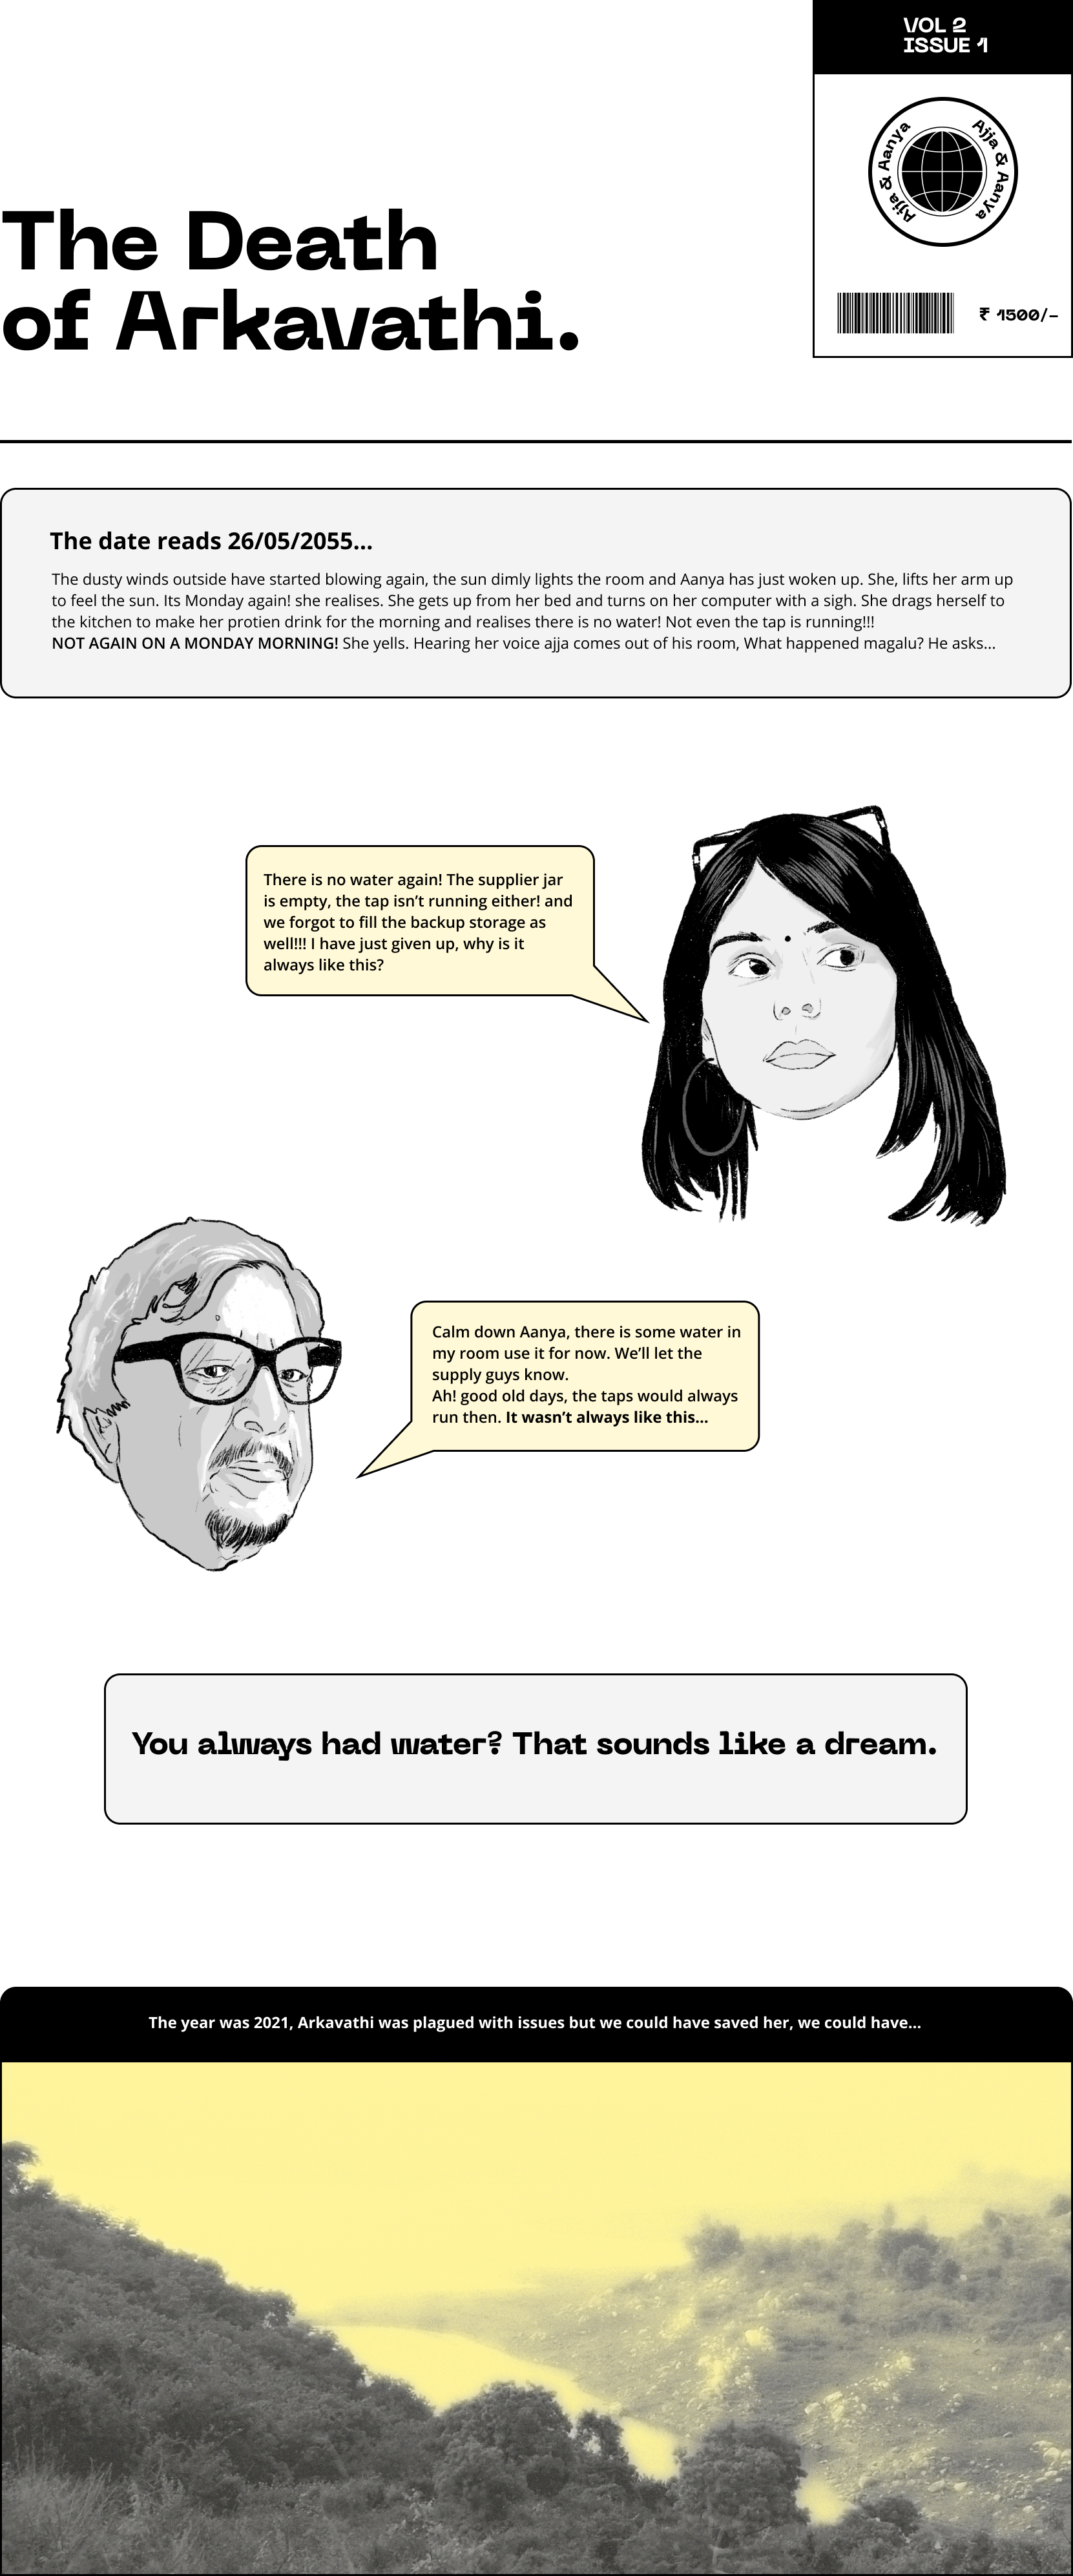 VOL 2
ISSUE 1
Ajja & Aanya
Ajja & Aanya
₹ 1500/-
The Death
of Arkavathi.
The date reads 26/05/2055...
The dusty winds outside have started blowing again, the sun dimly lights the room and Aanya has just woken up. She, lifts her arm up
to feel the sun. Its Monday again! she realises. She gets up from her bed and turns on her computer with a sigh. She drags herself to
the kitchen to make her protien drink for the morning and realises there is no water! Not even the tap is running!!!
NOT AGAIN ON A MONDAY MORNING! She yells. Hearing her voice ajja comes out of his room, What happened magalu? He asks...
There is no water again! The supplier jar
is empty, the tap isn’t running either! and
we forgot to fill the backup storage as
well!!! I have just given up, why is it
always like this?
Calm down Aanya, there is some water in
my room use it for now. We’ll let the
supply guys know.
Ah! good old days, the taps would always
run then. It wasn’t always like this...
You always had water? That sounds like a dream.
The year was 2021, Arkavathi was plagued with issues but we could have saved her, we could have...